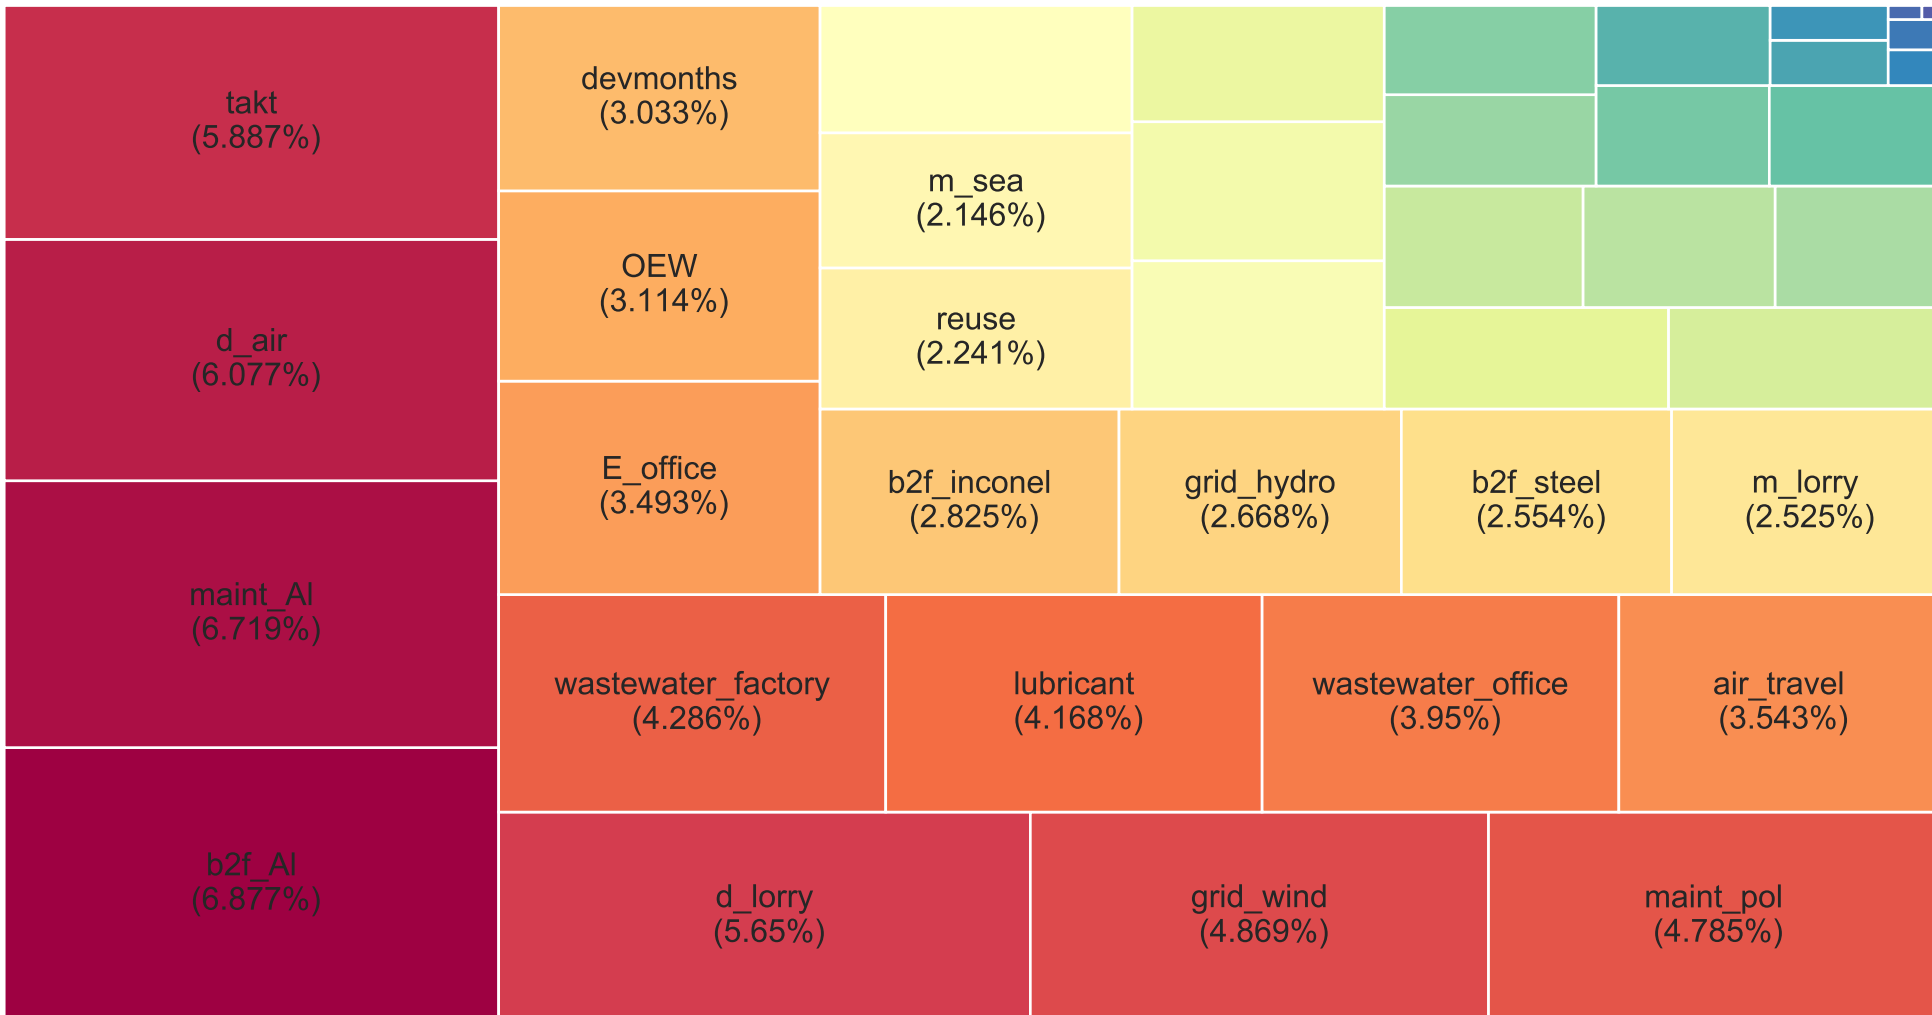 takt
(5.887%)
d_air
(6.077%)
maint_Al
(6.719%)
b2f_Al
(6.877%)
devmonths
(3.033%)
OEW
(3.114%)
E_office
(3.493%)
m_sea
(2.146%)
reuse
(2.241%)
b2f_inconel
(2.825%)
grid_hydro
(2.668%)
b2f_steel
(2.554%)
m_lorry
(2.525%)
wastewater_factory
(4.286%)
lubricant
(4.168%)
wastewater_office
(3.95%)
air_travel
(3.543%)
d_lorry
(5.65%)
grid_wind
(4.869%)
maint_pol
(4.785%)